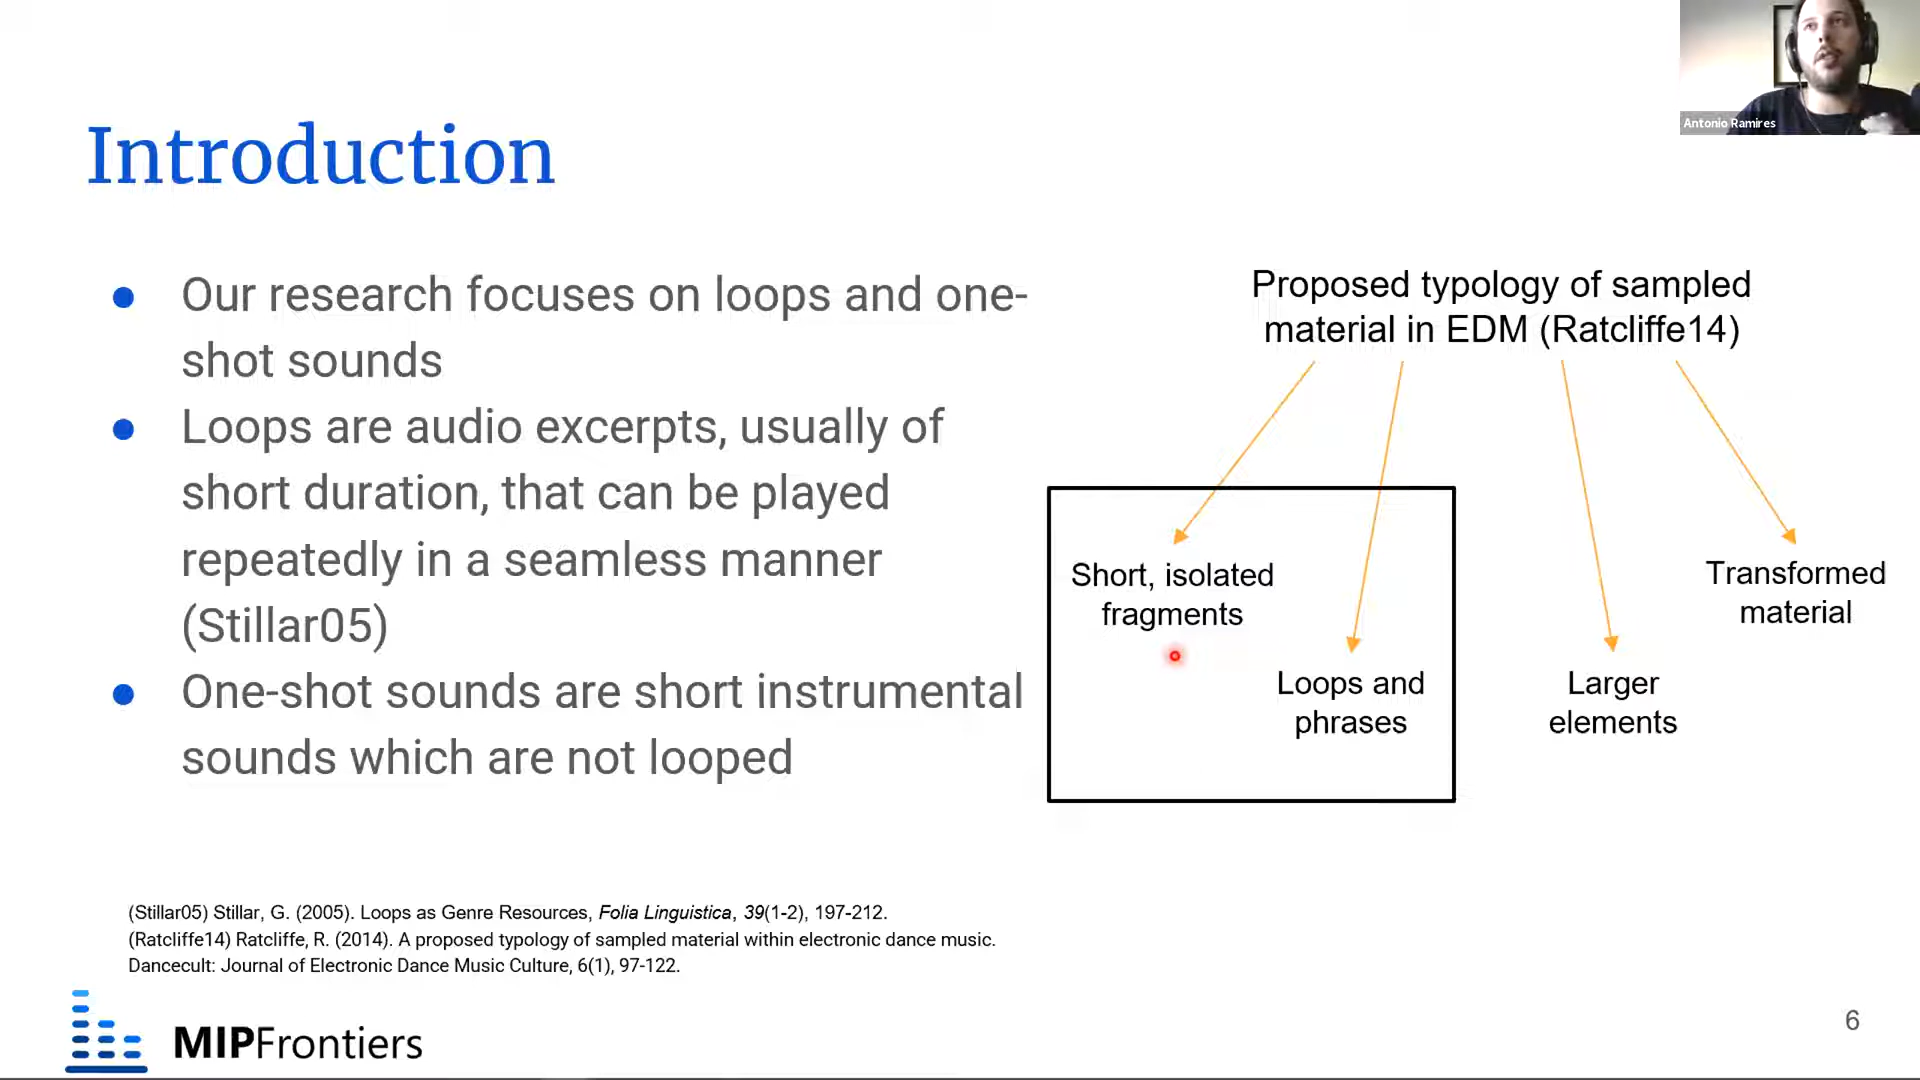 Antonio Ramires
Introduction
● Our research focuses on loops and one-
shot sounds
● Loops are audio excerpts, usually of
short duration, that can be played
repeatedly in a seamless manner
(Stillar05)
● One-shot sounds are short instrumental
sounds which are not looped
Proposed typology of sampled
material in EDM (Ratcliffe14)
Short, isolated
fragments
Loops and
phrases
Larger
elements
Transformed
material
(Stillar05) Stillar, G. (2005). Loops as Genre Resources, Folia Linguistica, 39(1-2), 197-212.
(Ratcliffe14) Ratcliffe, R. (2014). A proposed typology of sampled material within electronic dance music.
Dancecult: Journal of Electronic Dance Music Culture, 6(1), 97-122.
MIPFrontiers
6